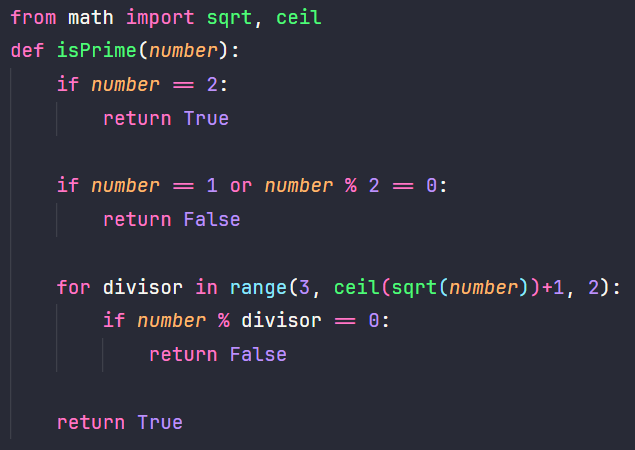 from math import sqrt, ceil
def isPrime(number):
    if number == 2:
        return True

    if number == 1 or number % 2 == 0:
        return False

    for divisor in range(3, ceil(sqrt(number))+1, 2):
        if number % divisor == 0:
            return False

    return True